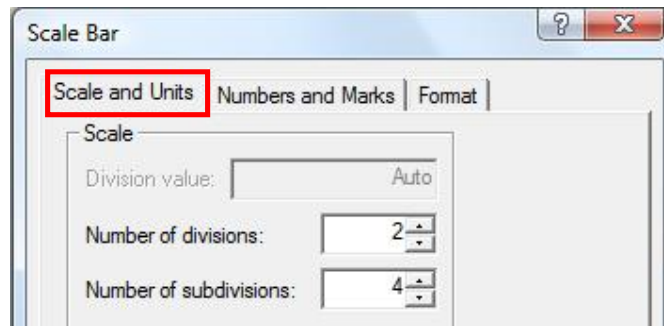 Scale Bar
Scale and Units Numbers and Marks Format
Scale
Division value: Auto
Number of divisions: 2
Number of subdivisions: 4